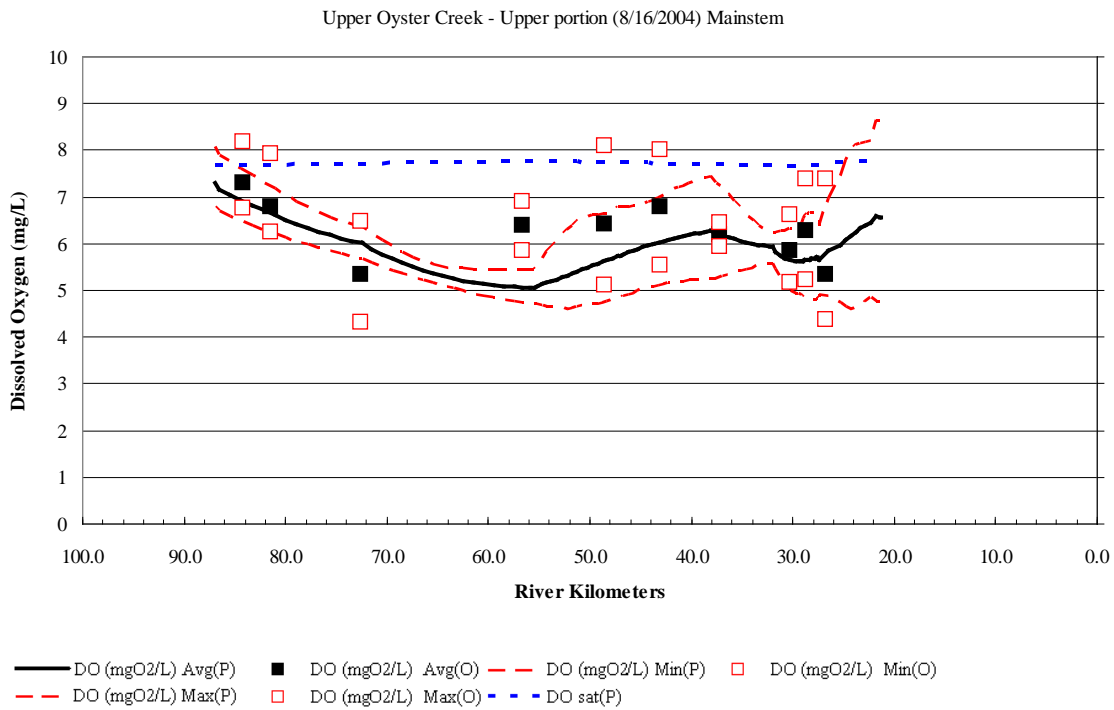 Upper Oyster Creek - Upper portion (8/16/2004) Mainstem
10
9
8
7
6
5
4
3
2
1
0
Dissolved Oxygen (mg/L)
100.0 90.0 80.0 70.0 60.0 50.0 40.0 30.0 20.0 10.0 0.0
River Kilometers
DO (mgO2/L) Avg(P) DO (mgO2/L) Avg(O) DO (mgO2/L) Min(P) DO (mgO2/L) Min(O)
DO (mgO2/L) Max(P) DO (mgO2/L) Max(O) DO sat(P)